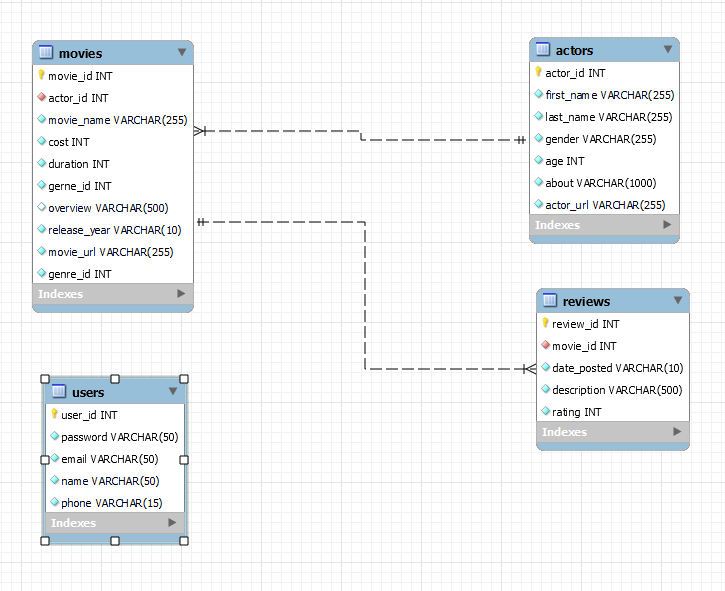 movies
movie_id INT
actor_id INT
movie_name VARCHAR(255)
cost INT
duration INT
gerne_id INT
overview VARCHAR(500)
release_year VARCHAR(10)
movie_url VARCHAR(255)
genre_id INT
Indexes
actors
actor_id INT
first_name VARCHAR(255)
last_name VARCHAR(255)
gender VARCHAR(255)
age INT
about VARCHAR(1000)
actor_url VARCHAR(255)
Indexes
reviews
review_id INT
movie_id INT
date_posted VARCHAR(10)
description VARCHAR(500)
rating INT
Indexes
users
user_id INT
password VARCHAR(50)
email VARCHAR(50)
name VARCHAR(50)
phone VARCHAR(15)
Indexes